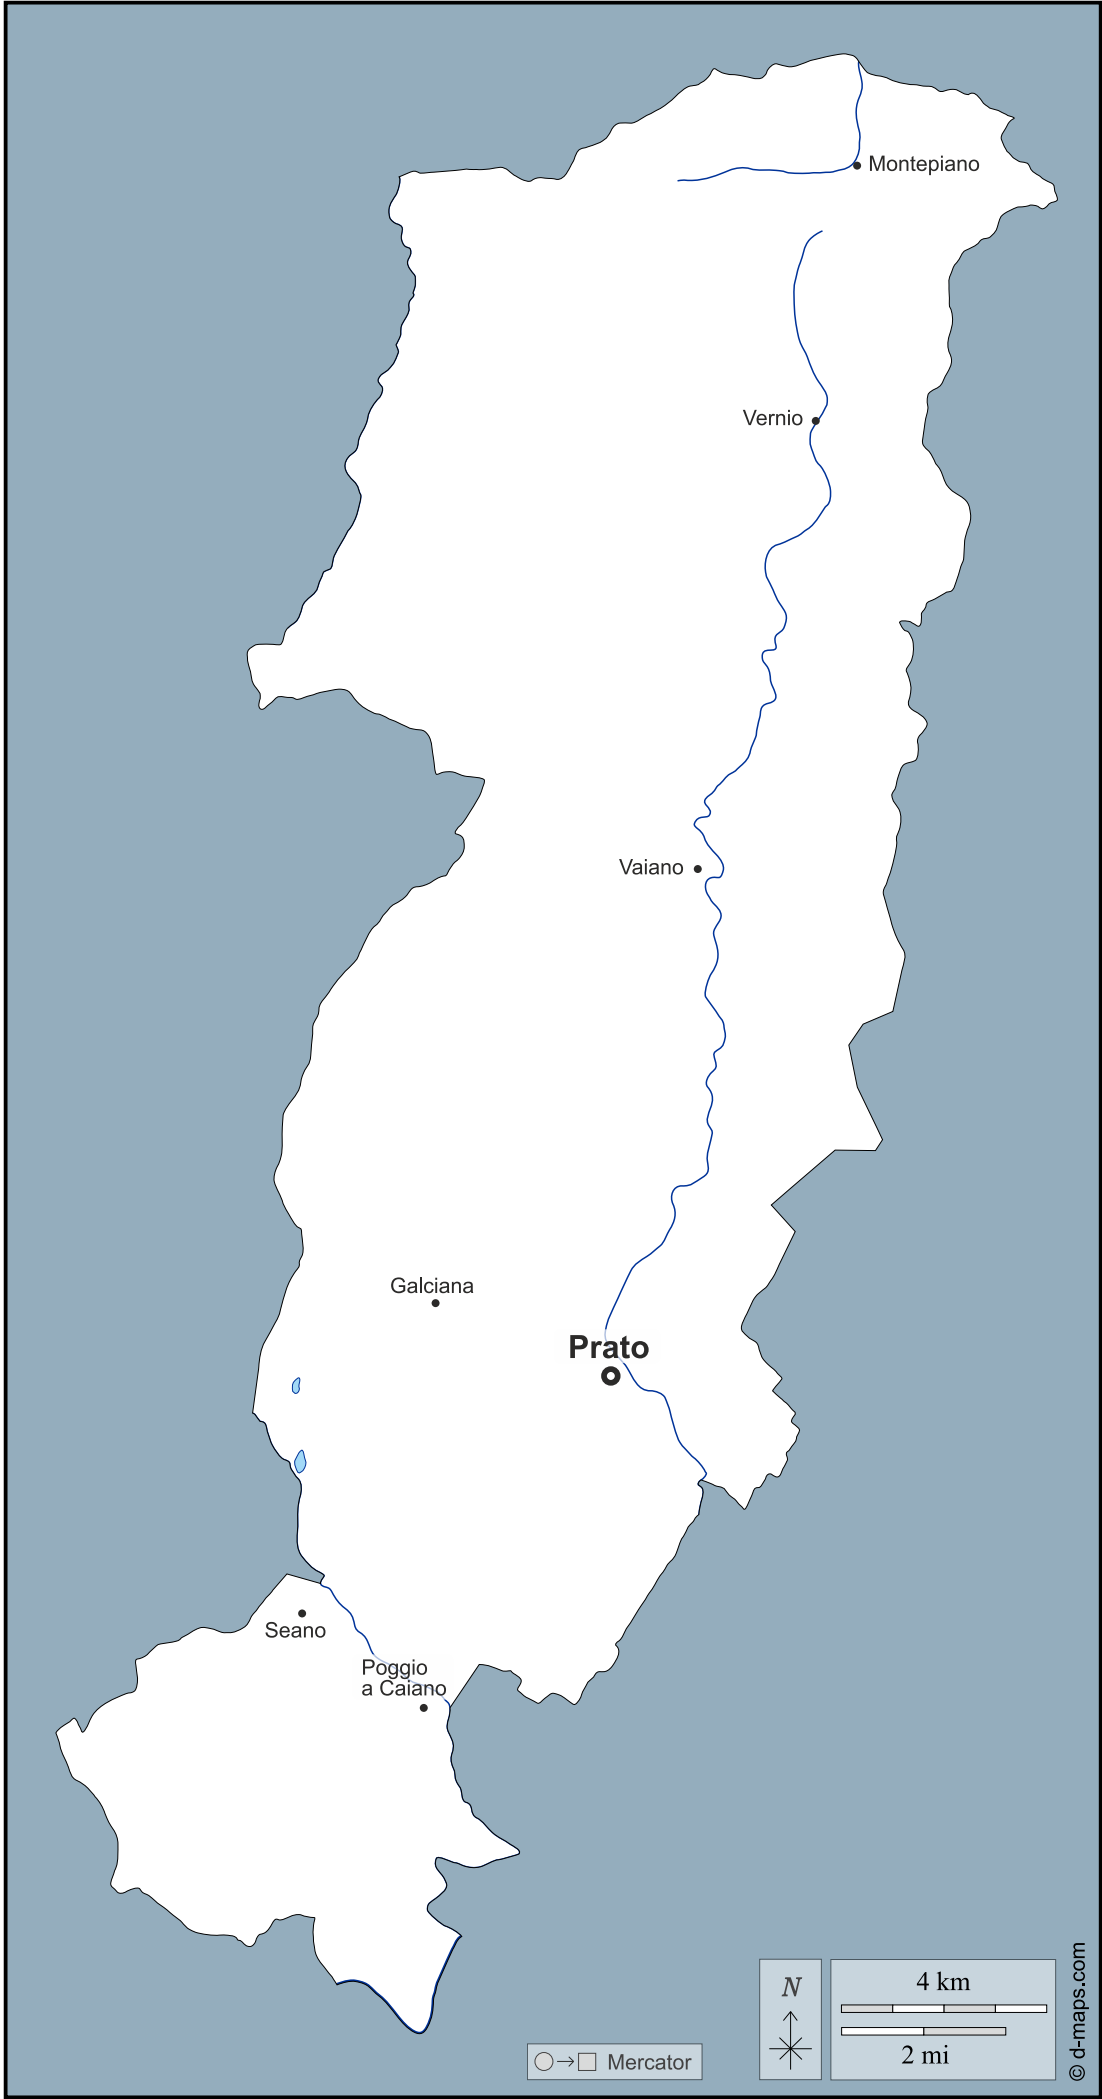 Montepiano
Vernio
Vaiano
Galciana
Prato
Seano
Poggio
a Caiano
N
4 km
2 mi
Mercator
© d-maps.com